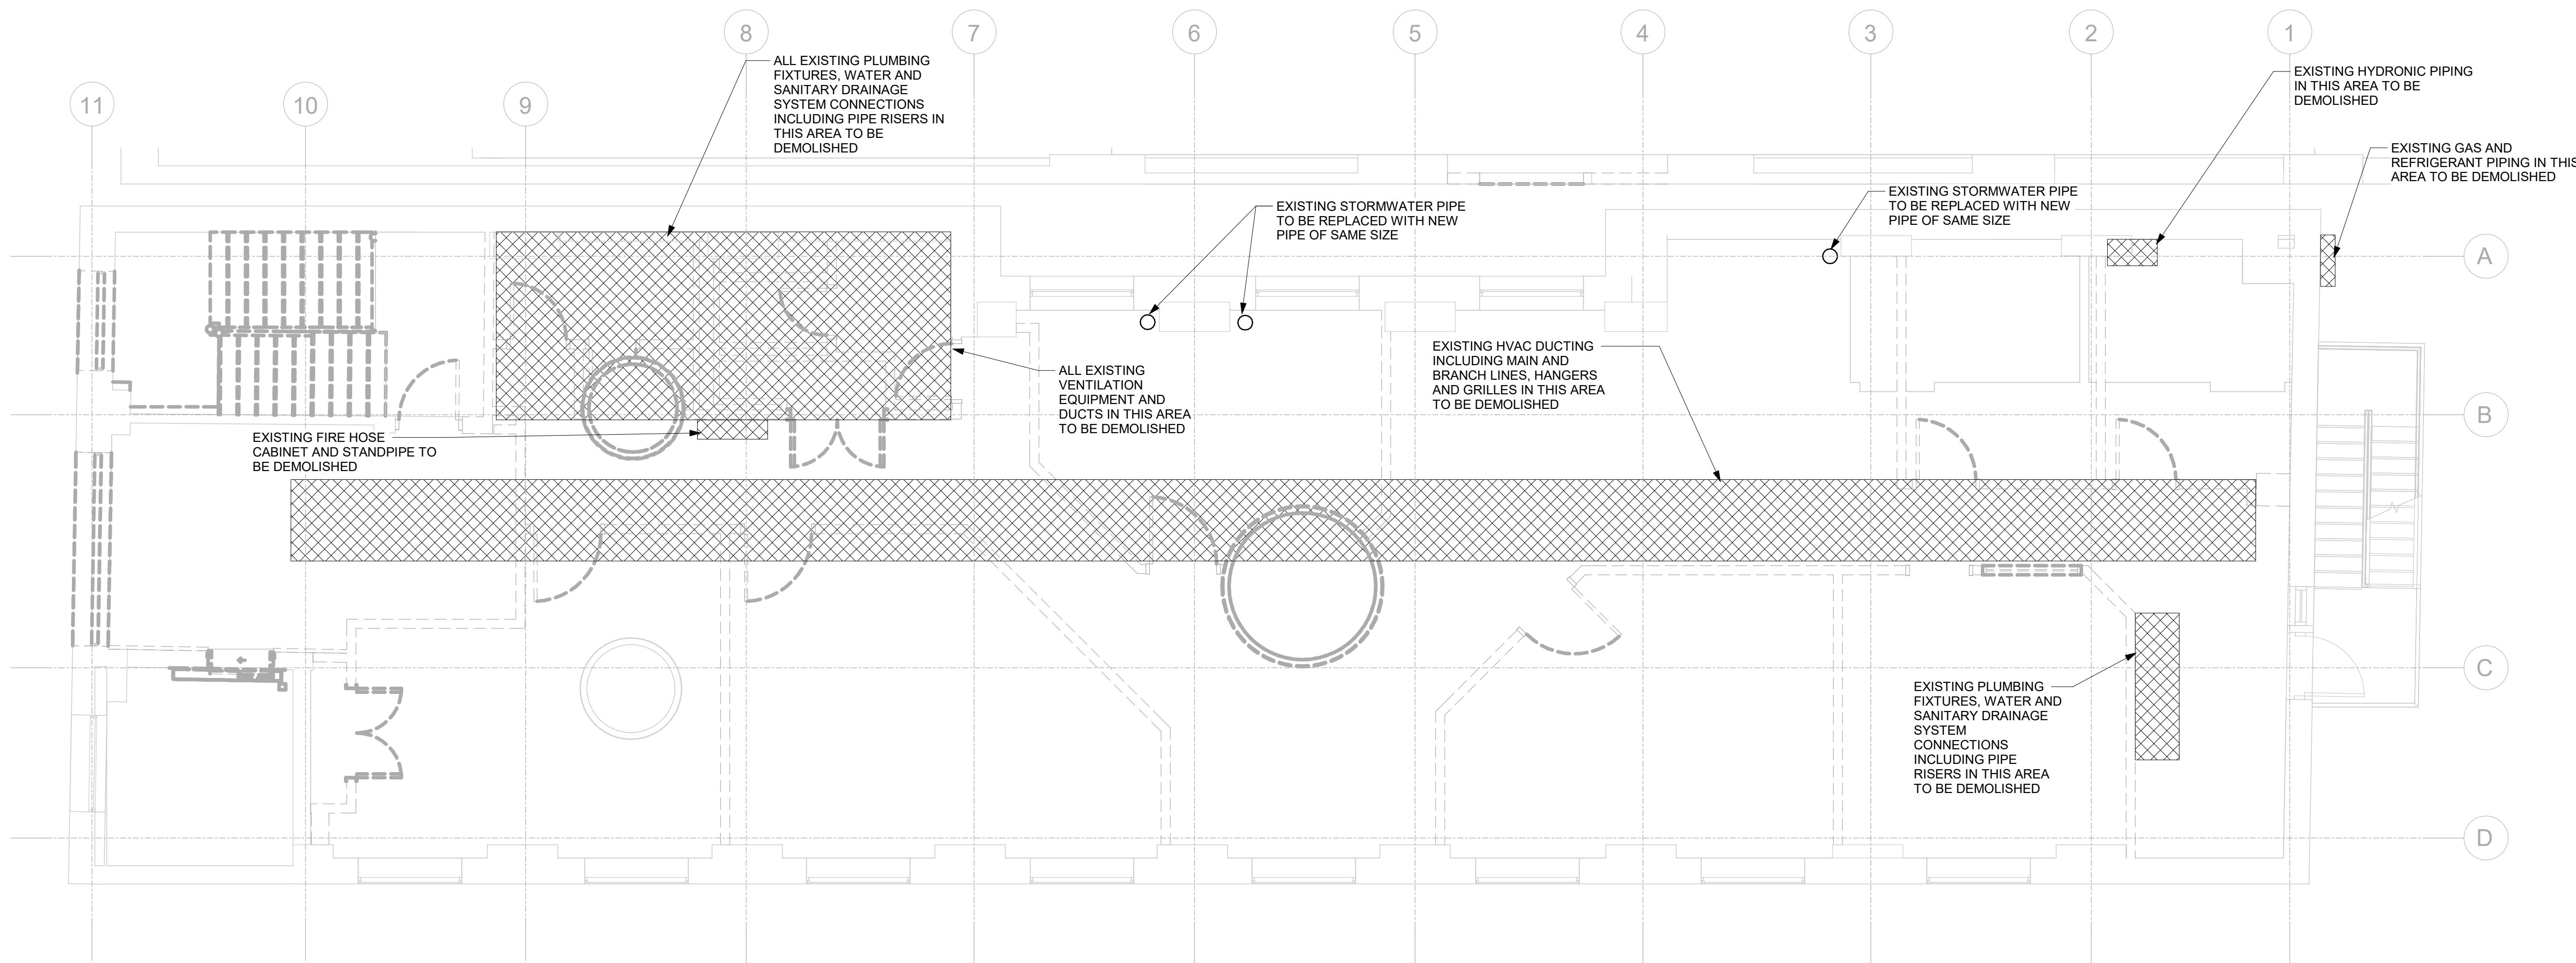 8
7
6
5
4
3
2
1
11
10
9
ALL EXISTING PLUMBING
FIXTURES, WATER AND
SANITARY DRAINAGE
SYSTEM CONNECTIONS
INCLUDING PIPE RISERS IN
THIS AREA TO BE
DEMOLISHED
EXISTING HYDRONIC PIPING
IN THIS AREA TO BE
DEMOLISHED
EXISTING GAS AND
REFRIGERANT PIPING IN THIS
AREA TO BE DEMOLISHED
EXISTING STORMWATER PIPE
TO BE REPLACED WITH NEW
PIPE OF SAME SIZE
EXISTING STORMWATER PIPE
TO BE REPLACED WITH NEW
PIPE OF SAME SIZE
A
EXISTING HVAC DUCTING
INCLUDING MAIN AND
BRANCH LINES, HANGERS
AND GRILLES IN THIS AREA
TO BE DEMOLISHED
ALL EXISTING
VENTILATION
EQUIPMENT AND
DUCTS IN THIS AREA
TO BE DEMOLISHED
B
EXISTING FIRE HOSE
CABINET AND STANDPIPE TO
BE DEMOLISHED
C
EXISTING PLUMBING
FIXTURES, WATER AND
SANITARY DRAINAGE
SYSTEM
CONNECTIONS
INCLUDING PIPE
RISERS IN THIS AREA
TO BE DEMOLISHED
D